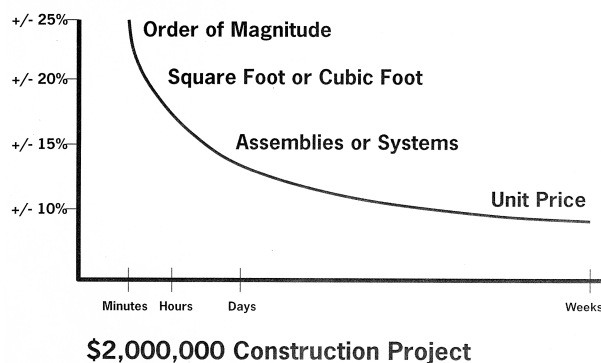 +/- 25%
Order of Magnitude
+/- 20%
Square Foot or Cubic Foot
+/- 15%
Assemblies or Systems
+/- 10%
Unit Price
Minutes Hours Days Weeks
$2,000,000 Construction Project